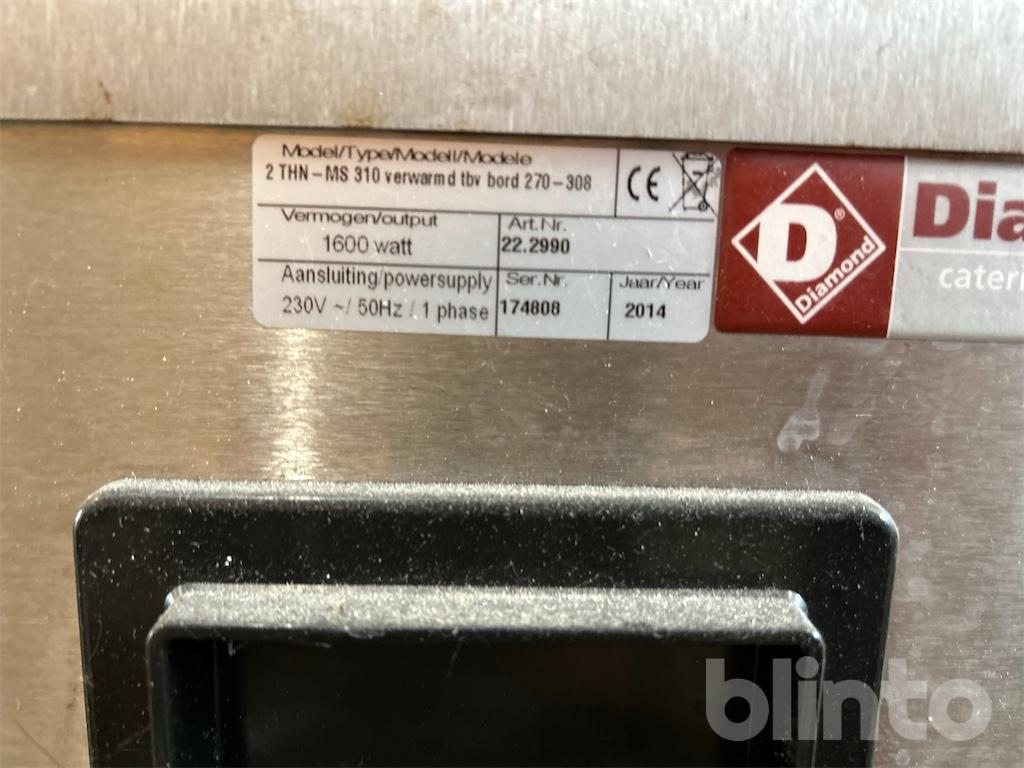 Model/Type/Modell/Modele
2 THN-MS 310 verwarmd tbv bord 270-308
CE
Vermogen/output
1600 watt
Art.Nr.
22.2990
Aansluiting/powersupply
230V ~/ 50Hz / 1 phase
Ser.Nr.
174808
Jaar/Year
2014
D®
Diamond
Dia
cateri
blinto™